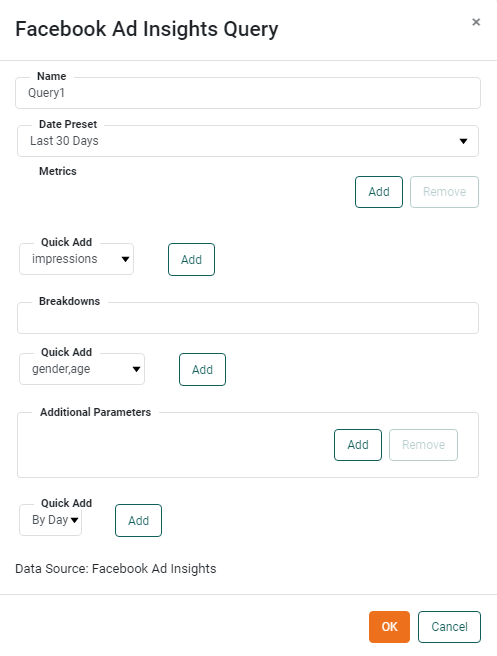 Facebook Ad Insights Query
×
Name
Query1
Date Preset
Last 30 Days
Metrics
Add Remove
Quick Add
impressions
Add
Breakdowns
Quick Add
gender,age
Add
Additional Parameters
Add Remove
Quick Add
By Day
Add
Data Source: Facebook Ad Insights
OK Cancel